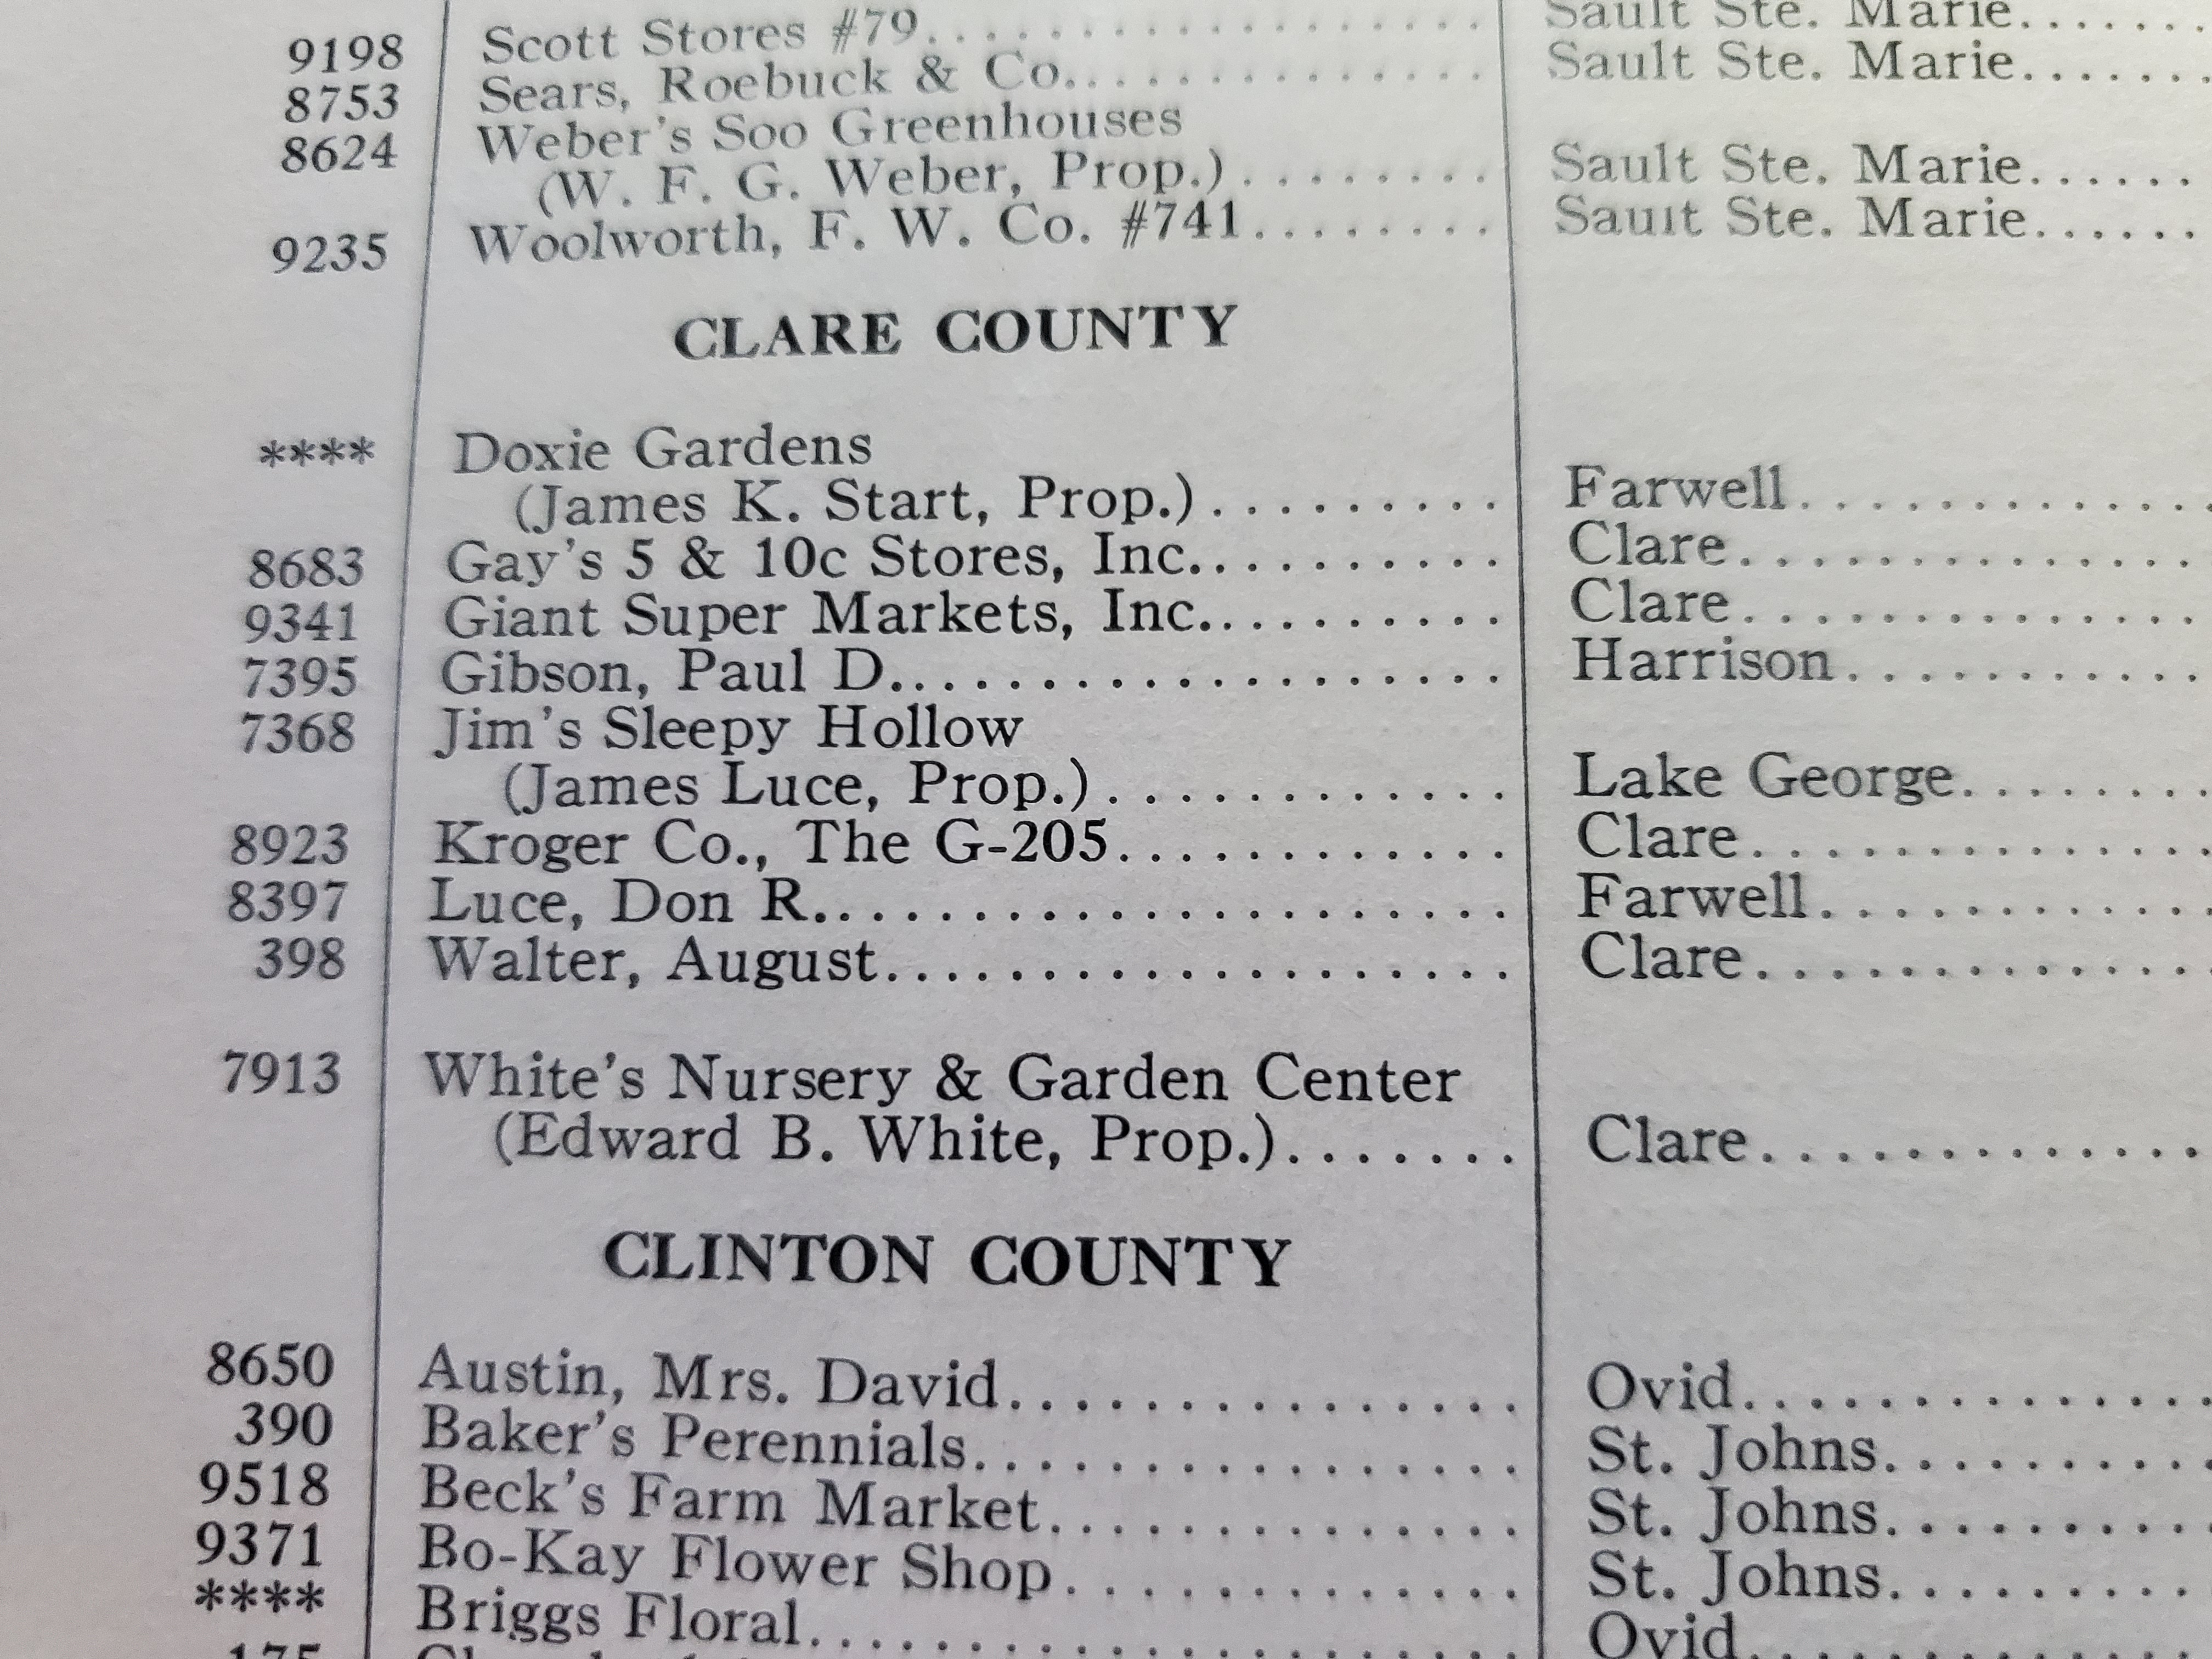 9198 Scott Stores #79.................. Sault Ste. Marie......
8753 Sears, Roebuck & Co.............. Sault Ste. Marie......
8624 Weber's Soo Greenhouses
(W. F. G. Weber, Prop.)......... Sault Ste. Marie......
9235 Woolworth, F. W. Co. #741........ Sault Ste. Marie......
CLARE COUNTY
**** Doxie Gardens
(James K. Start, Prop.)......... Farwell............
8683 Gay's 5 & 10c Stores, Inc.......... Clare..............
9341 Giant Super Markets, Inc.......... Clare..............
7395 Gibson, Paul D.................... Harrison...........
7368 Jim's Sleepy Hollow
(James Luce, Prop.)............. Lake George........
8923 Kroger Co., The G-205............. Clare..............
8397 Luce, Don R...................... Farwell............
398 Walter, August................... Clare..............
7913 White's Nursery & Garden Center
(Edward B. White, Prop.)....... Clare..............
CLINTON COUNTY
8650 Austin, Mrs. David................ Ovid..............
390 Baker's Perennials................. St. Johns..........
9518 Beck's Farm Market............... St. Johns..........
9371 Bo-Kay Flower Shop.............. St. Johns..........
**** Briggs Floral..................... Ovid..............
175